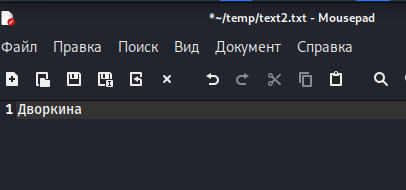 *~/temp/text2.txt - Mousepad
Файл Правка Поиск Вид Документ Справка
1 Дворкина